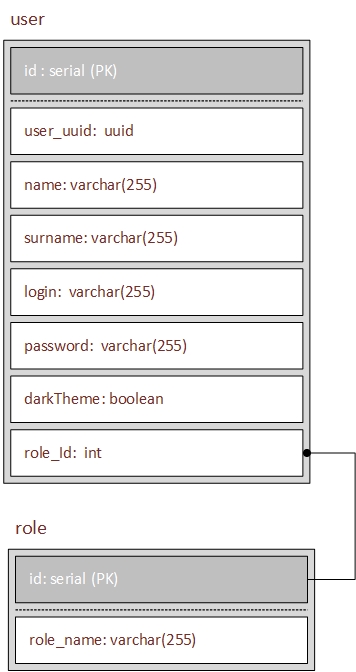 user
id : serial (PK)
user_uuid: uuid
name: varchar(255)
surname: varchar(255)
login: varchar(255)
password: varchar(255)
darkTheme: boolean
role_Id: int
role
id: serial (PK)
role_name: varchar(255)